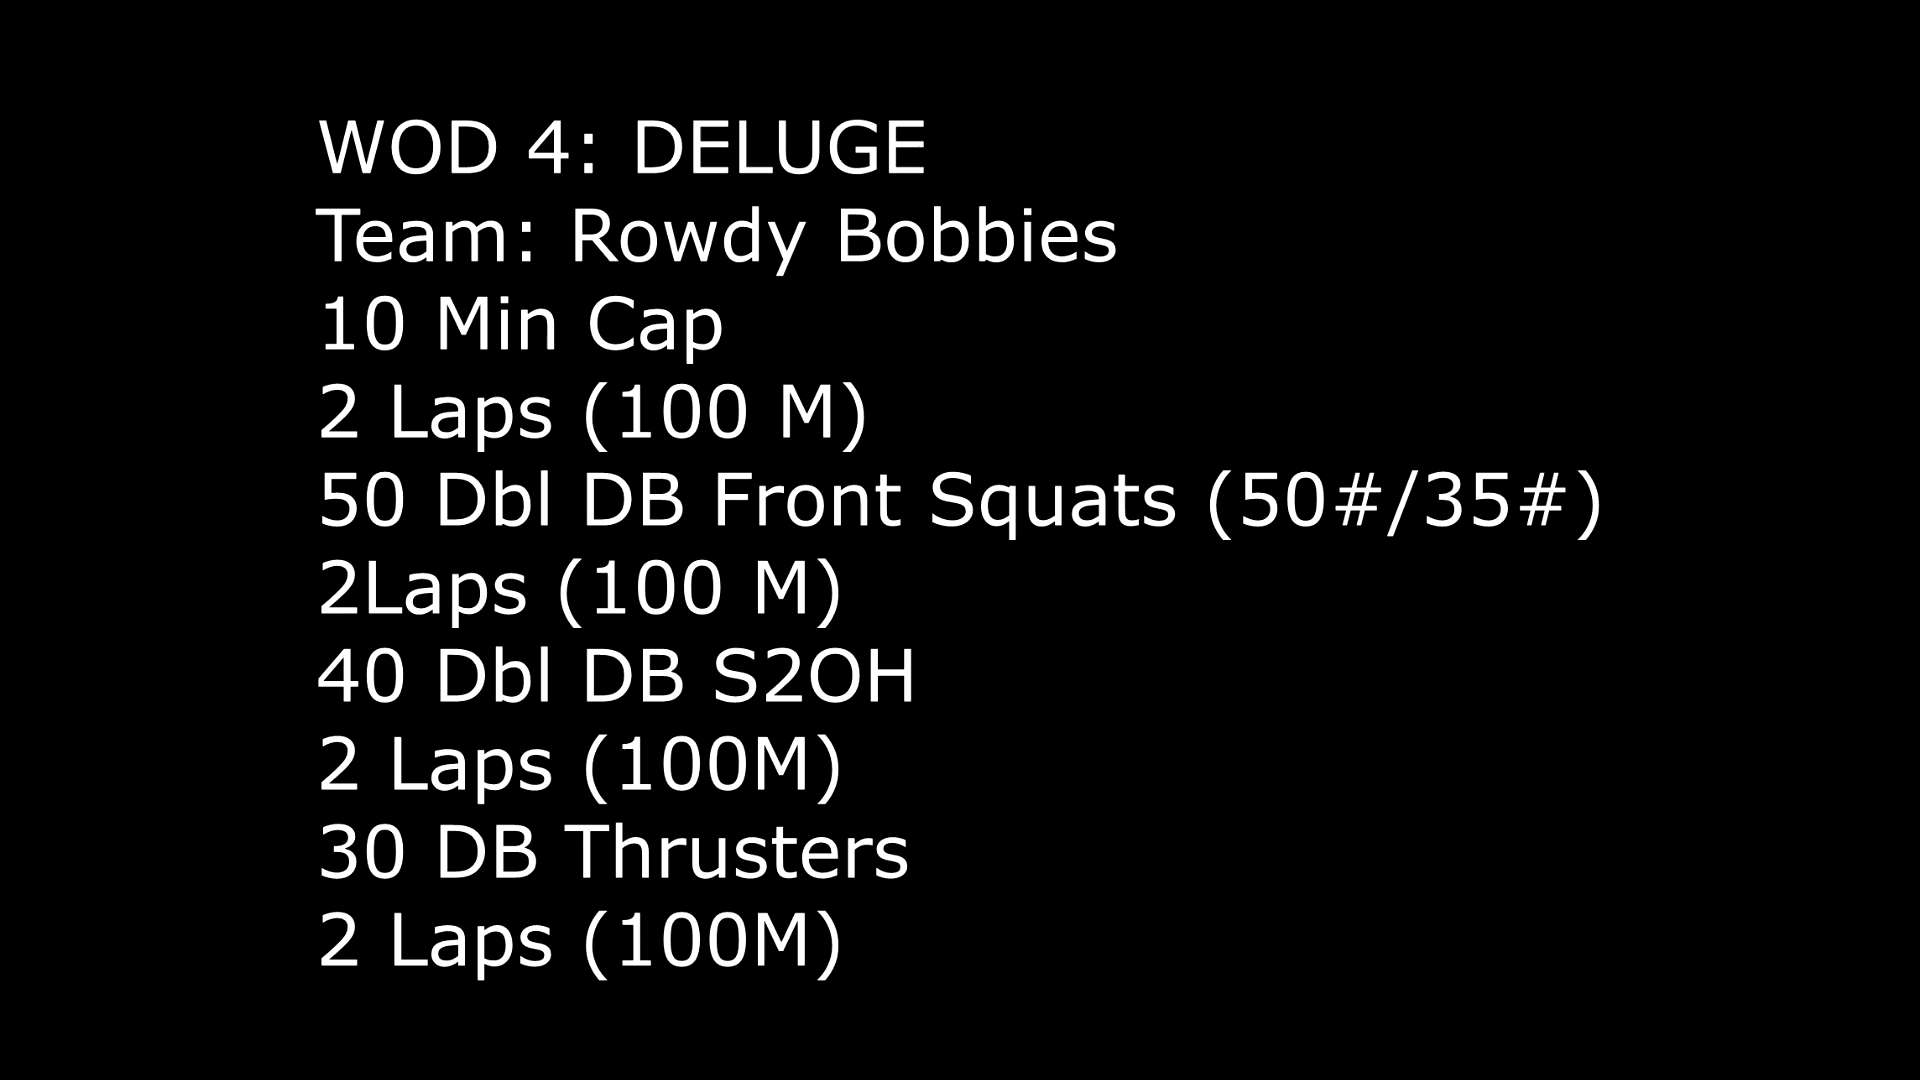 WOD 4: DELUGE
Team: Rowdy Bobbies
10 Min Cap
2 Laps (100 M)
50 Dbl DB Front Squats (50#/35#)
2Laps (100 M)
40 Dbl DB S2OH
2 Laps (100M)
30 DB Thrusters
2 Laps (100M)